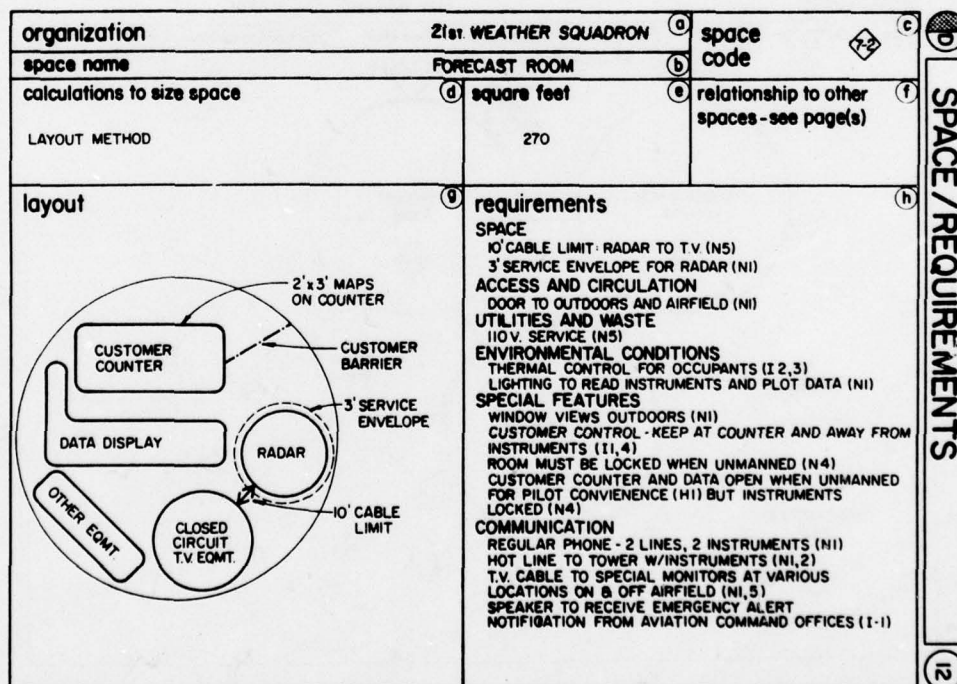 organization
21ST. WEATHER SQUADRON
a
space code
7-2
c
space name
FORECAST ROOM
b
calculations to size space
d
LAYOUT METHOD
square feet
e
270
relationship to other
spaces - see page(s)
f
layout
g
2'x3' MAPS
ON COUNTER
CUSTOMER
COUNTER
CUSTOMER
BARRIER
3' SERVICE
ENVELOPE
DATA DISPLAY
RADAR
OTHER EQMT.
CLOSED
CIRCUIT
T.V. EQMT.
10' CABLE
LIMIT
requirements
h
SPACE
10' CABLE LIMIT: RADAR TO T.V. (N5)
3' SERVICE ENVELOPE FOR RADAR (N1)
ACCESS AND CIRCULATION
DOOR TO OUTDOORS AND AIRFIELD (N1)
UTILITIES AND WASTE
110 V. SERVICE (N5)
ENVIRONMENTAL CONDITIONS
THERMAL CONTROL FOR OCCUPANTS (I 2,3)
LIGHTING TO READ INSTRUMENTS AND PLOT DATA (N1)
SPECIAL FEATURES
WINDOW VIEWS OUTDOORS (N1)
CUSTOMER CONTROL - KEEP AT COUNTER AND AWAY FROM
INSTRUMENTS (I1,4)
ROOM MUST BE LOCKED WHEN UNMANNED (N4)
CUSTOMER COUNTER AND DATA OPEN WHEN UNMANNED
FOR PILOT CONVIENENCE (H1) BUT INSTRUMENTS
LOCKED (N4)
COMMUNICATION
REGULAR PHONE - 2 LINES, 2 INSTRUMENTS (N1)
HOT LINE TO TOWER W/INSTRUMENTS (N1,2)
T.V. CABLE TO SPECIAL MONITORS AT VARIOUS
LOCATIONS ON & OFF AIRFIELD (N1,5)
SPEAKER TO RECEIVE EMERGENCY ALERT
NOTIFIGATION FROM AVIATION COMMAND OFFICES (I-1)
D
SPACE / REQUIREMENTS
12